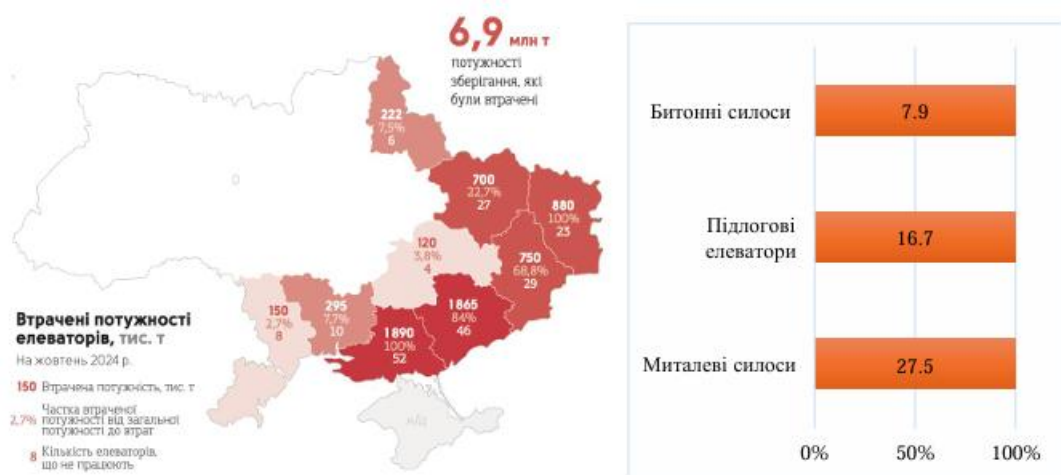 6,9 млн т
потужності
зберігання, які
були втрачені
222
7,5%
6
700
22,7%
27
880
100%
23
120
3,8%
4
750
68,8%
29
150
2,7%
8
295
7,7%
10
1890
100%
52
1865
84%
46
н/д
Втрачені потужності
елеваторів, тис. т
На жовтень 2024 р.
150 Втрачена потужність, тис. т
2,7% Частка втраченої
потужності від загальної
потужності до втрат
8 Кількість елеваторів,
що не працюють
Битонні силоси
7.9
Підлогові
елеватори
16.7
Миталеві силоси
27.5
0% 50% 100%